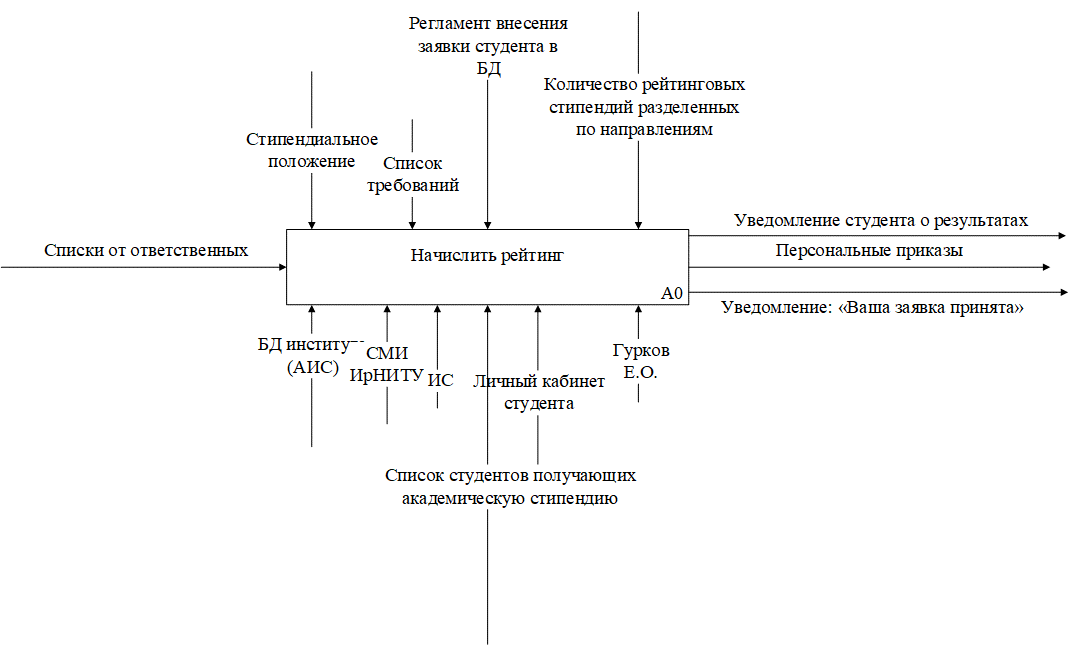 Регламент внесения
заявки студента в
БД
Количество рейтинговых
стипендий разделенных
по направлениям
Стипендиальное
положение
Список
требований
Уведомление студента о результатах
Списки от ответственных
Начислить рейтинг
Персональные приказы
A0
Уведомление: «Ваша заявка принята»
БД институт
(АИС)
СМИ
ИрНИТУ
ИС
Личный кабинет
студента
Гурков
Е.О.
Список студентов получающих
академическую стипендию